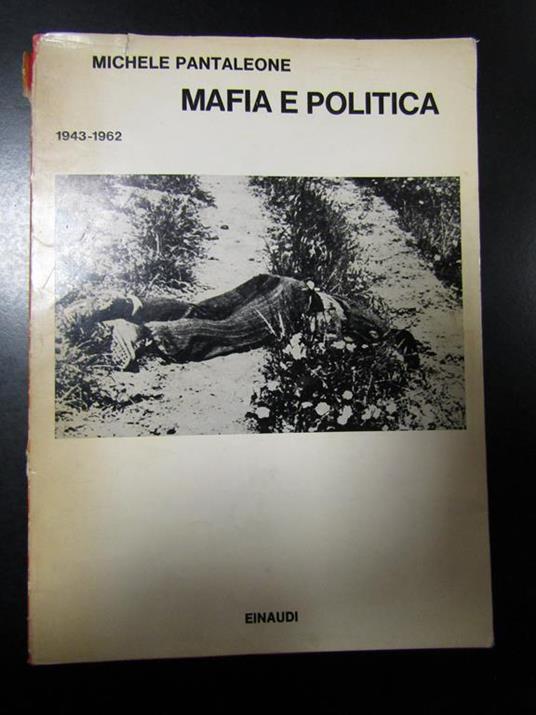 MICHELE PANTALEONE
MAFIA E POLITICA
1943-1962
EINAUDI